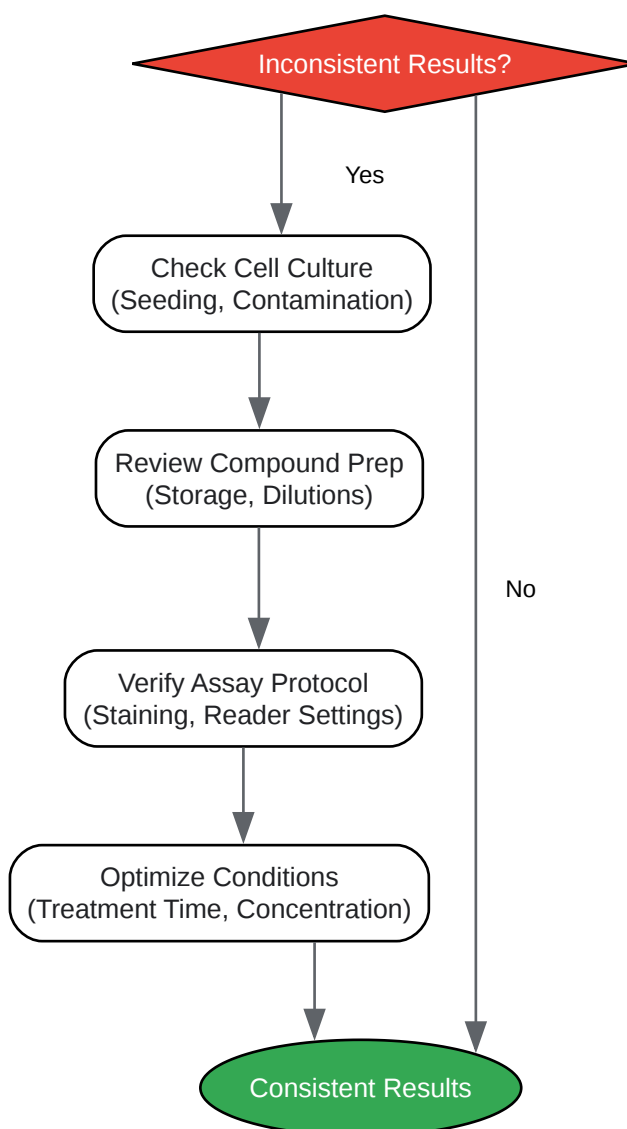 Inconsistent Results?
Yes
Check Cell Culture
(Seeding, Contamination)
Review Compound Prep
(Storage, Dilutions)
No
Verify Assay Protocol
(Staining, Reader Settings)
Optimize Conditions
(Treatment Time, Concentration)
Consistent Results